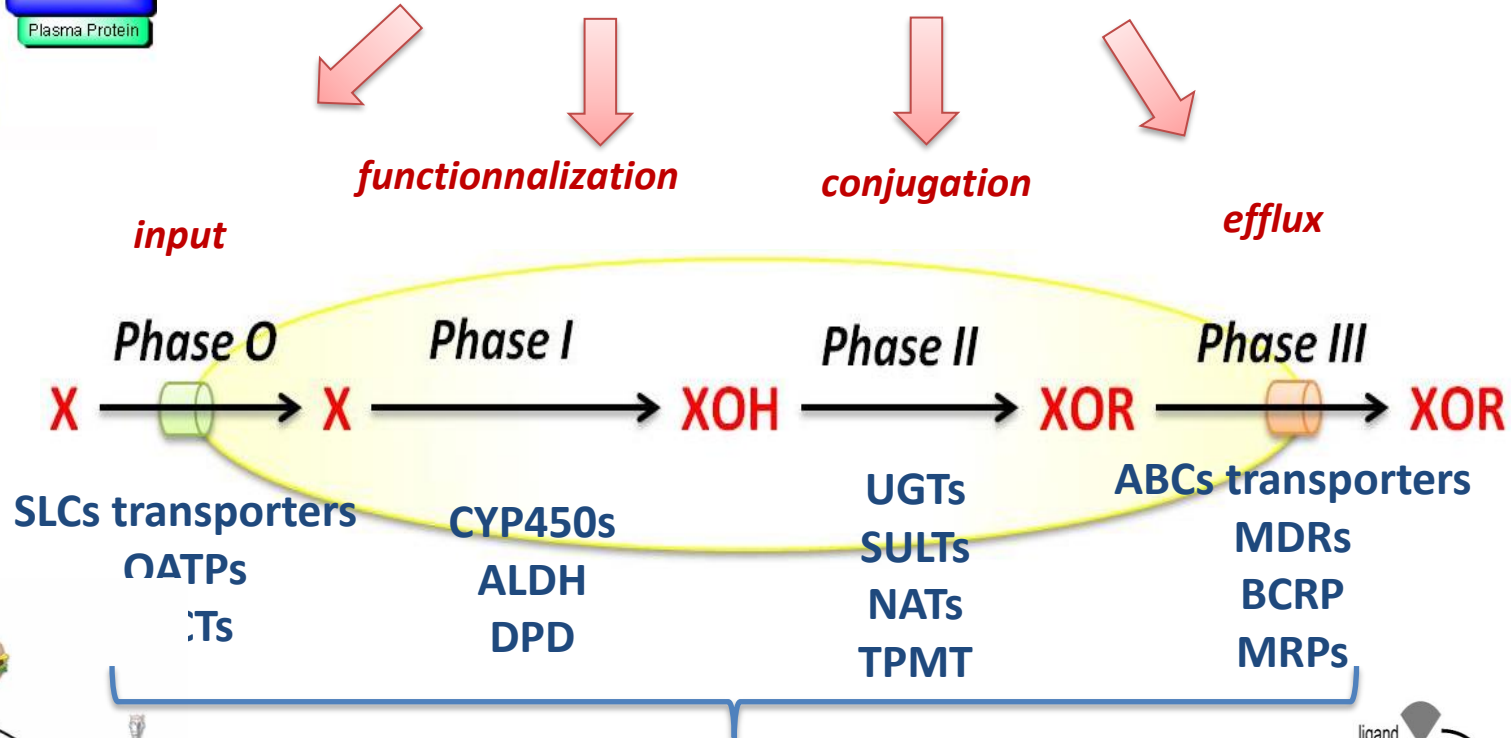 Plasma Protein
functionnalization
conjugation
input
efflux
Phase O
Phase I
Phase II
Phase III
X
X
XOH
XOR
XOR
SLCs transporters
OATPs
CYP450s
ALDH
DPD
UGTs
SULTs
NATs
TPMT
ABCs transporters
MDRs
BCRP
MRPs
ligand